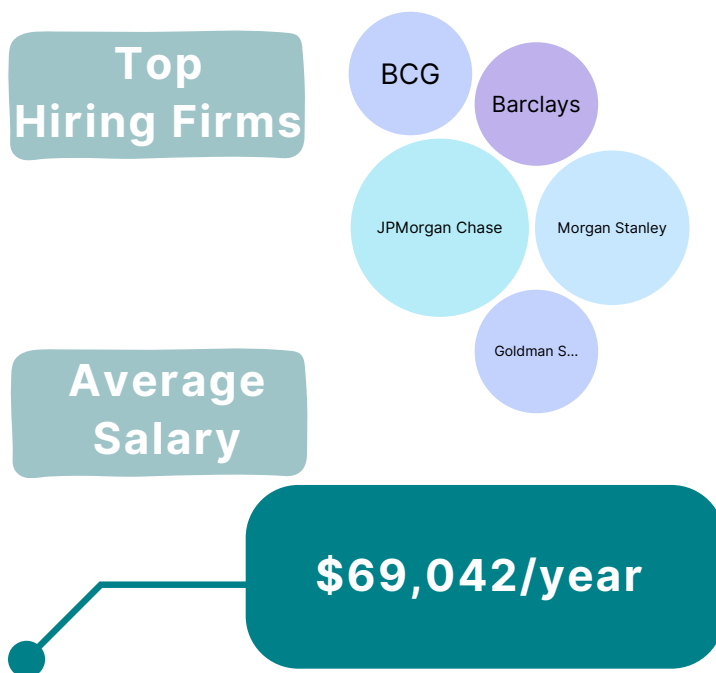 Top
Hiring Firms
BCG
Barclays
JPMorgan Chase
Morgan Stanley
Goldman S...
Average
Salary
$69,042/year